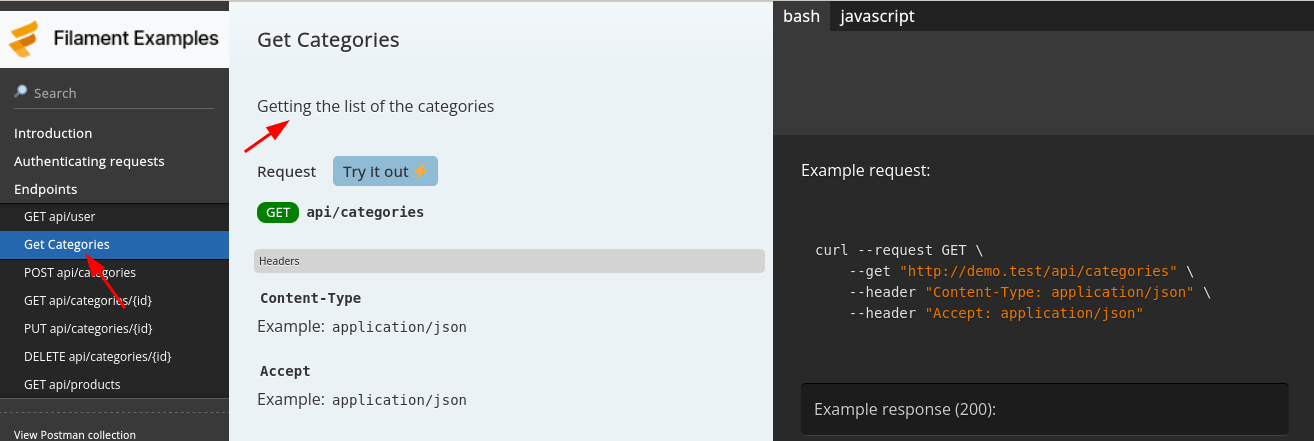 Filament Examples
Search
Introduction
Authenticating requests
Endpoints
GET api/user
Get Categories
POST api/categories
GET api/categories/{id}
PUT api/categories/{id}
DELETE api/categories/{id}
GET api/products
View Postman collection
Get Categories
Getting the list of the categories
Request Try it out
GET api/categories
Headers
Content-Type
Example: application/json
Accept
Example: application/json
bash javascript
Example request:
curl --request GET \
--get "http://demo.test/api/categories" \
--header "Content-Type: application/json" \
--header "Accept: application/json"
Example response (200):